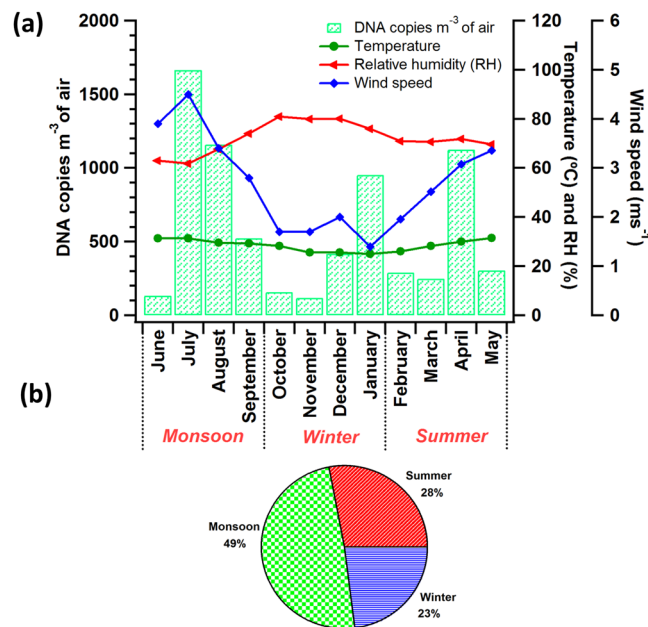 (a)
DNA copies m-3 of air
Temperature
Relative humidity (RH)
Wind speed
2000
1500
1000
500
0
DNA copies m-3 of air
120
100
80
60
40
20
0
Temperature (ºC) and RH (%)
6
5
4
3
2
1
0
Wind speed (ms-1)
June
July
August
September
October
November
December
January
February
March
April
May
Monsoon
Winter
Summer
(b)
Summer
28%
Monsoon
49%
Winter
23%